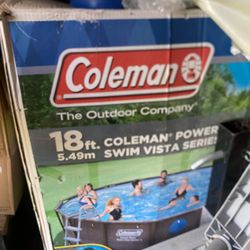 Coleman
The Outdoor Company
18 ft. COLEMAN® POWER
5.49m SWIM VISTA SERIES